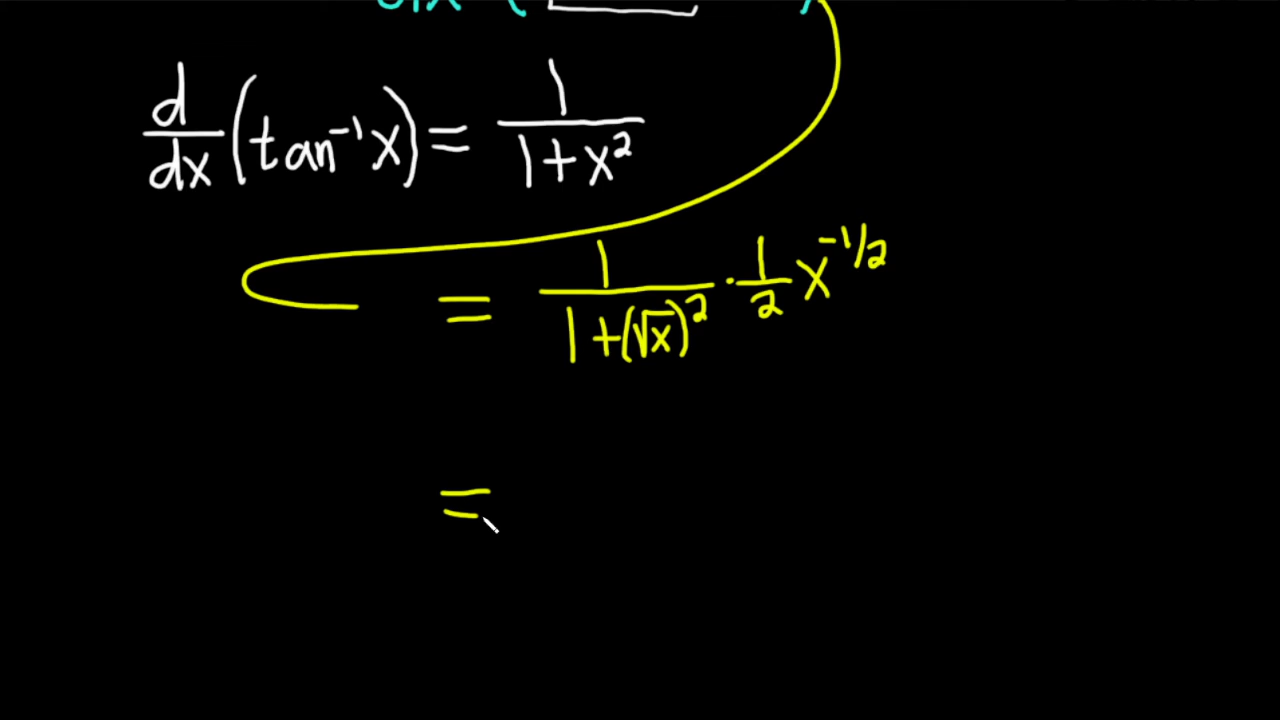 d/dx (tan⁻¹x) = 1/(1+x²)
= 1/(1+(√x)²) · 1/2 x^(-1/2)
=